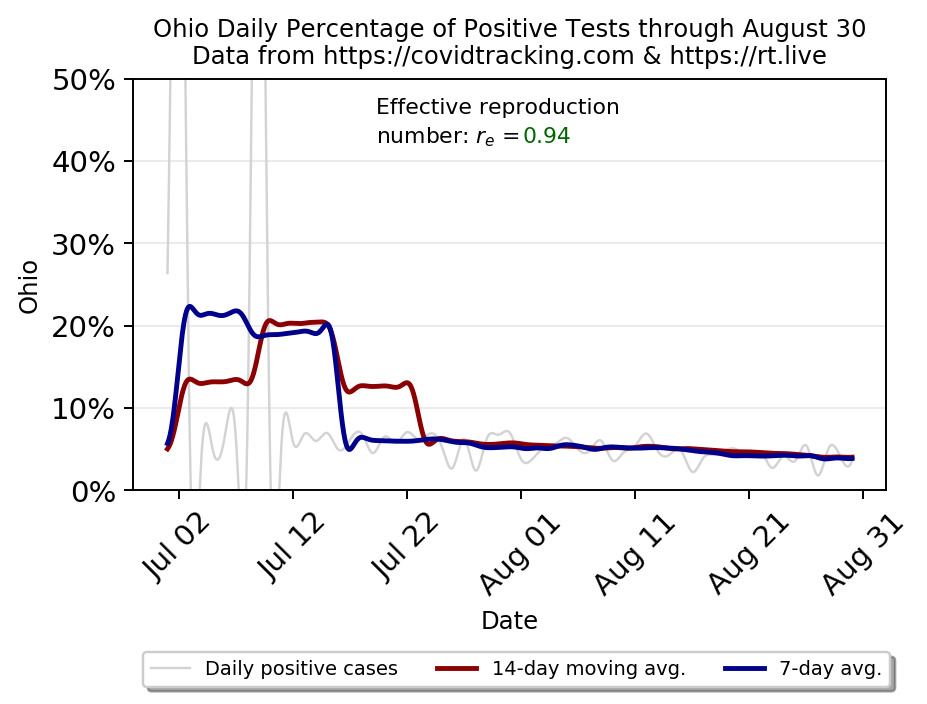 Ohio Daily Percentage of Positive Tests through August 30
Data from https://covidtracking.com & https://rt.live
50%
Effective reproduction
number: rₑ = 0.94
40%
30%
Ohio
20%
10%
0%
Jul 02
Jul 12
Jul 22
Aug 01
Aug 11
Aug 21
Aug 31
Date
Daily positive cases
14-day moving avg.
7-day avg.